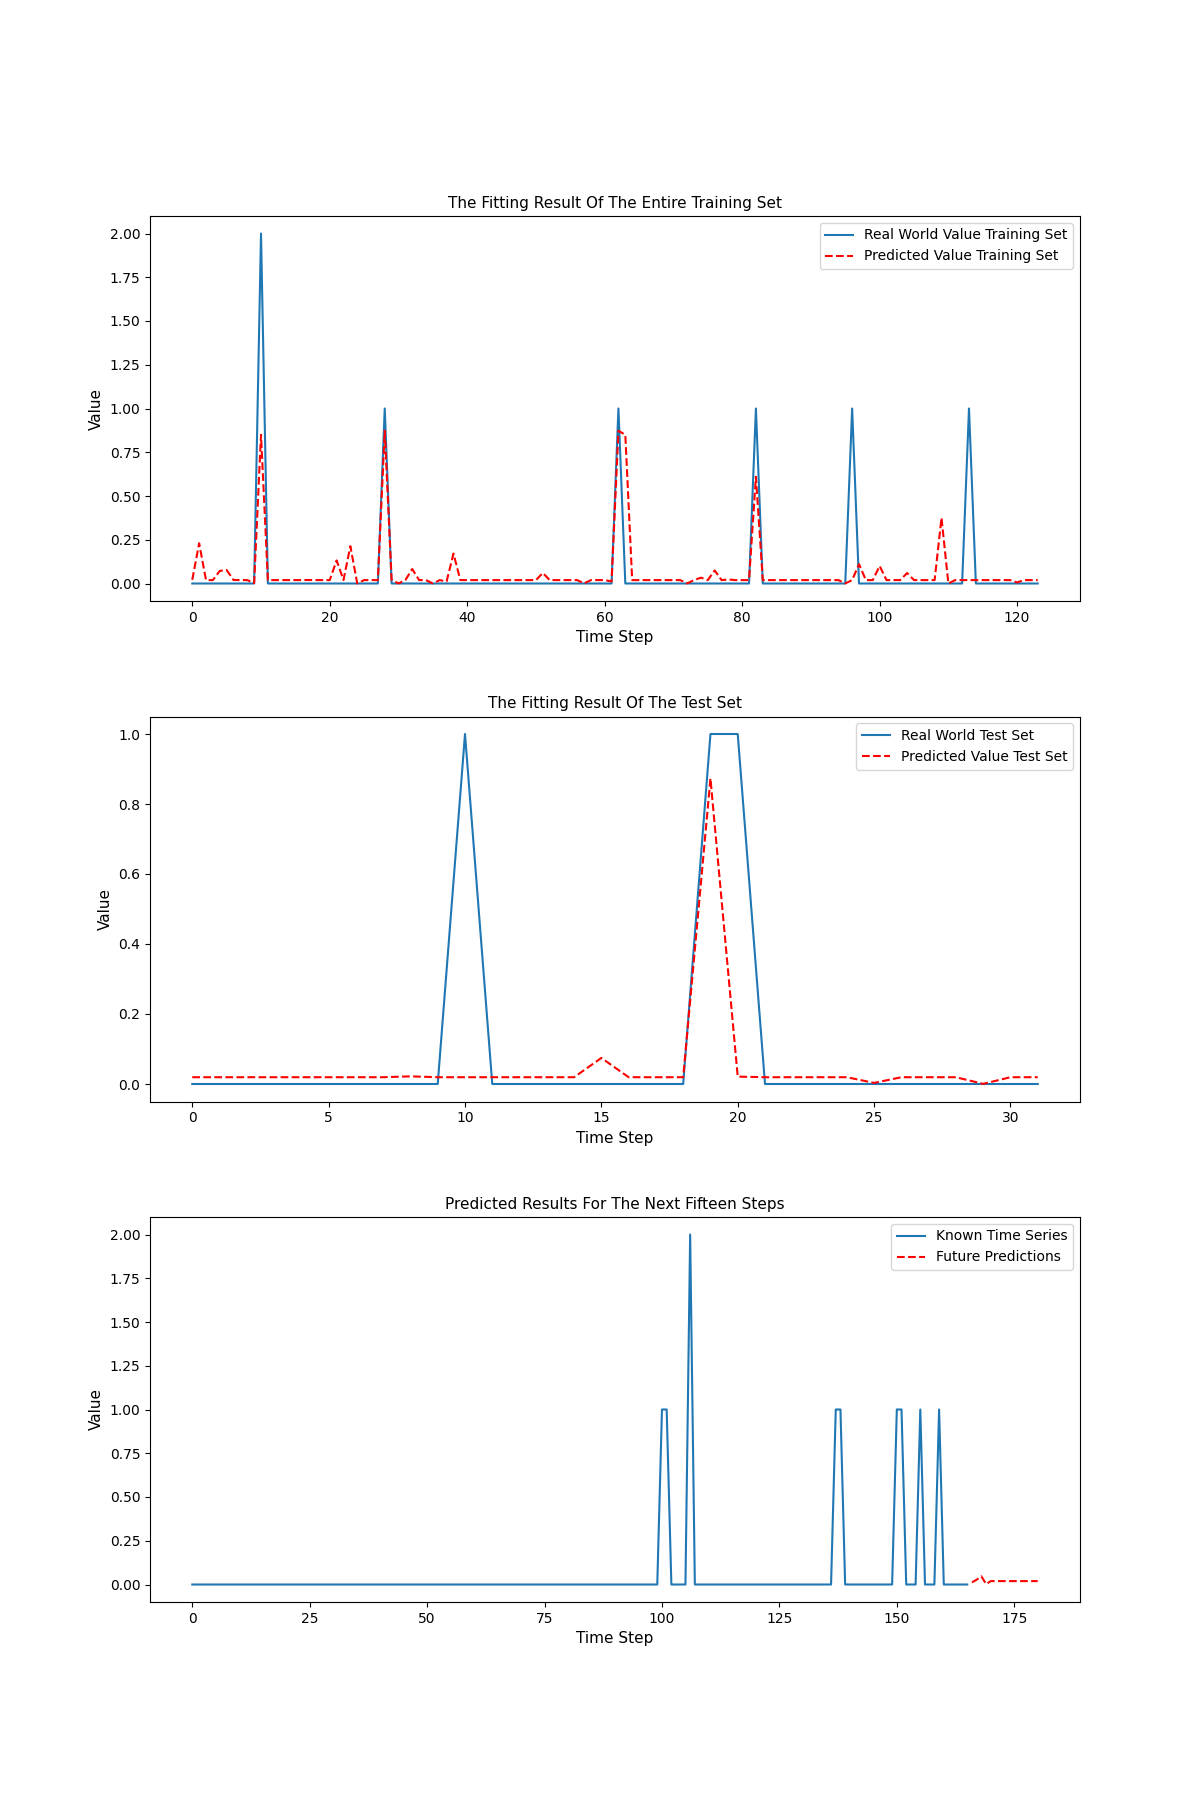 The Fitting Result Of The Entire Training Set
Real World Value Training Set
Predicted Value Training Set
Value
2.00
1.75
1.50
1.25
1.00
0.75
0.50
0.25
0.00
0 20 40 60 80 100 120
Time Step
The Fitting Result Of The Test Set
Real World Test Set
Predicted Value Test Set
Value
1.0
0.8
0.6
0.4
0.2
0.0
0 5 10 15 20 25 30
Time Step
Predicted Results For The Next Fifteen Steps
Known Time Series
Future Predictions
Value
2.00
1.75
1.50
1.25
1.00
0.75
0.50
0.25
0.00
0 25 50 75 100 125 150 175
Time Step